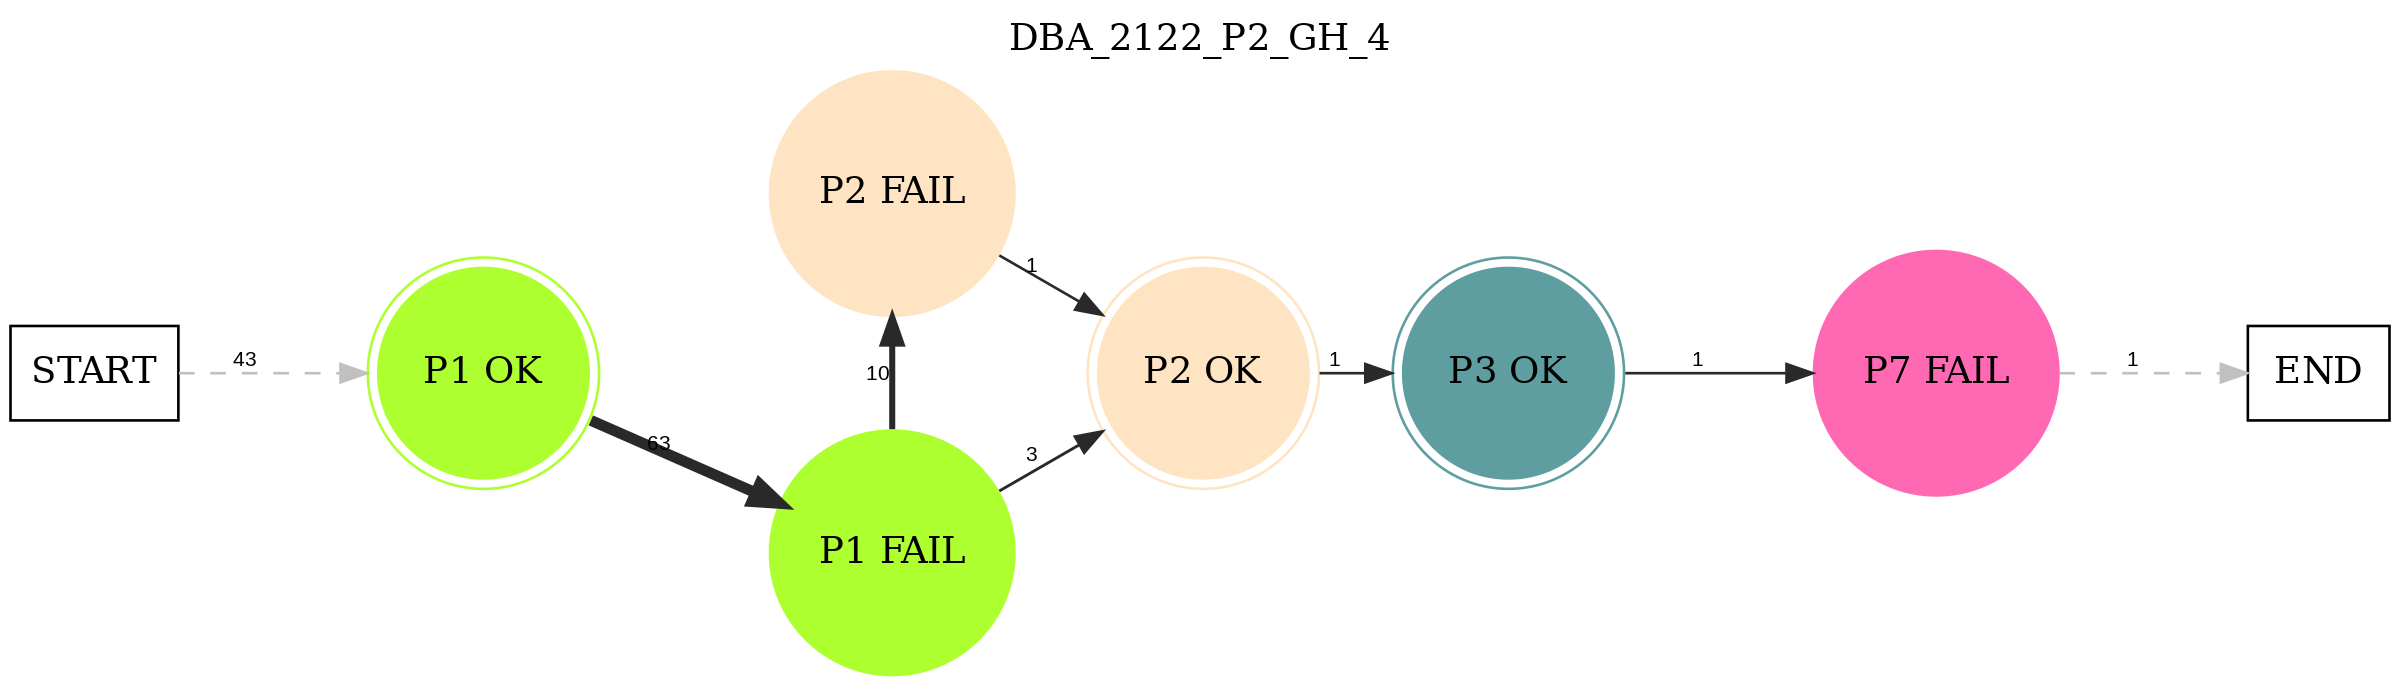 DBA_2122_P2_GH_4
P2 FAIL
1
START
43
P1 OK
63
10
P1 FAIL
3
P2 OK
1
P3 OK
1
P7 FAIL
1
END